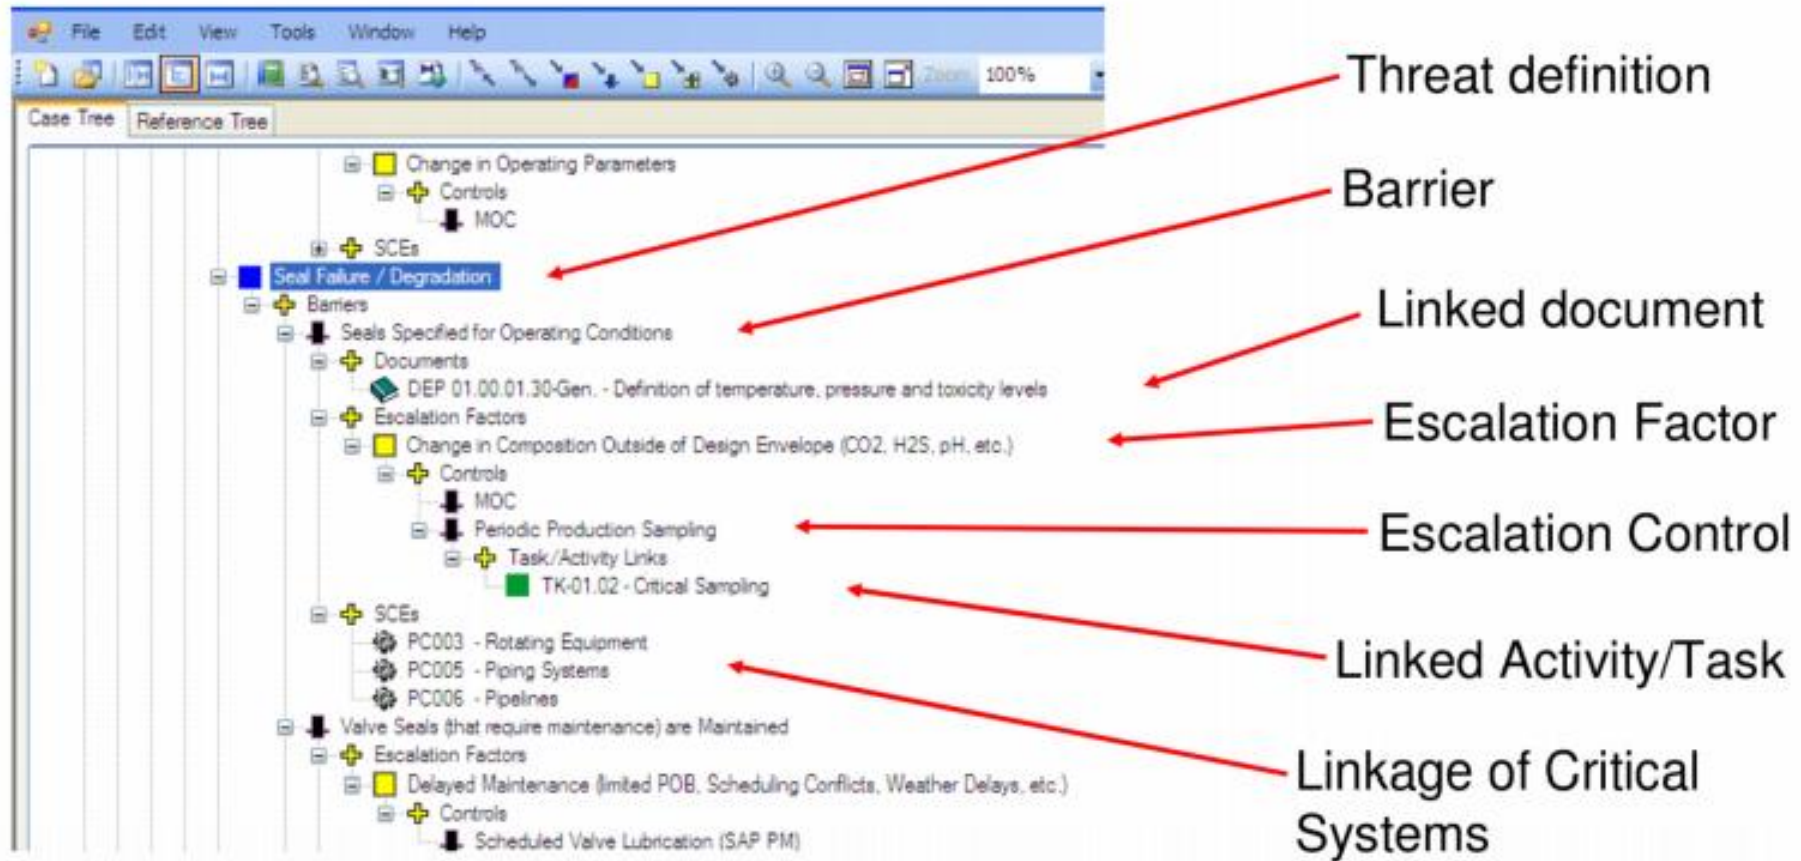 File Edit View Tools Window Help
Zoom 100%
Case Tree Reference Tree
Change in Operating Parameters
Controls
MOC
SCEs
Seal Failure / Degradation
Barriers
Seals Specified for Operating Conditions
Documents
DEP 01.00.01.30-Gen. - Definition of temperature, pressure and toxicity levels
Escalation Factors
Change in Composition Outside of Design Envelope (CO2, H2S, pH, etc.)
Controls
MOC
Periodic Production Sampling
Task/Activity Links
TK-01.02 - Critical Sampling
SCEs
PC003 - Rotating Equipment
PC005 - Piping Systems
PC006 - Pipelines
Valve Seals (that require maintenance) are Maintained
Escalation Factors
Delayed Maintenance (limited POB, Scheduling Conflicts, Weather Delays, etc.)
Controls
Scheduled Valve Lubrication (SAP PM)
Threat definition
Barrier
Linked document
Escalation Factor
Escalation Control
Linked Activity/Task
Linkage of Critical
Systems